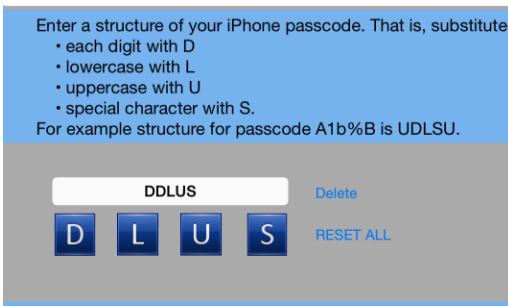 Enter a structure of your iPhone passcode. That is, substitute
• each digit with D
• lowercase with L
• uppercase with U
• special character with S.
For example structure for passcode A1b%B is UDLSU.
DDLUS Delete
D L U S RESET ALL